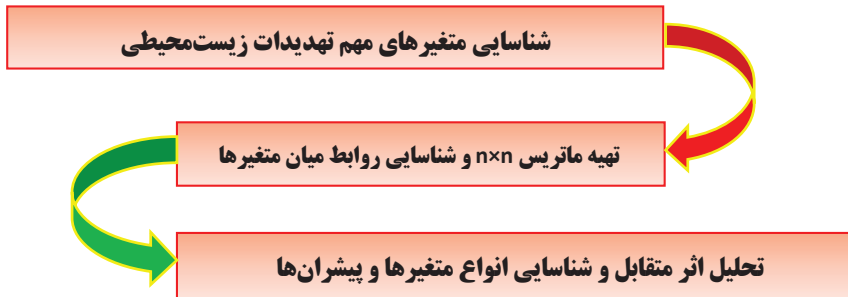 شناسایی متغیرهای مهم تهدیدات زیست‌محیطی
تهیه ماتریس n×n و شناسایی روابط میان متغیرها
تحلیل اثر متقابل و شناسایی انواع متغیرها و پیشران‌ها